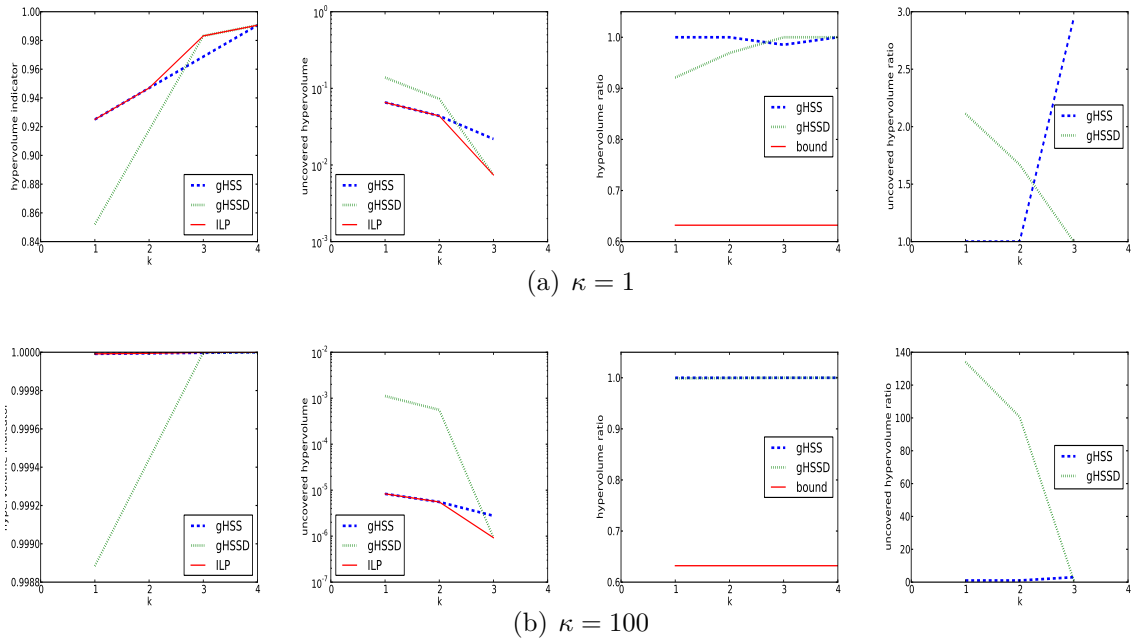 hypervolume indicator
1.00
0.98
0.96
0.94
0.92
0.90
0.88
0.86
0.84
0 1 2 3 4
k
gHSS
gHSSD
ILP
uncovered hypervolume
10^0
10^-1
10^-2
10^-3
0 1 2 3 4
k
gHSS
gHSSD
ILP
hypervolume ratio
1.0
0.9
0.8
0.7
0.6
0 1 2 3 4
k
gHSS
gHSSD
bound
uncovered hypervolume ratio
3.0
2.5
2.0
1.5
1.0
0 1 2 3 4
k
gHSS
gHSSD
(a) κ = 1
hypervolume indicator
1.0000
0.9998
0.9996
0.9994
0.9992
0.9990
0.9988
0 1 2 3 4
k
gHSS
gHSSD
ILP
uncovered hypervolume
10^-2
10^-3
10^-4
10^-5
10^-6
10^-7
0 1 2 3 4
k
gHSS
gHSSD
ILP
hypervolume ratio
1.0
0.9
0.8
0.7
0.6
0 1 2 3 4
k
gHSS
gHSSD
bound
uncovered hypervolume ratio
140
120
100
80
60
40
20
0
0 1 2 3 4
k
gHSS
gHSSD
(b) κ = 100